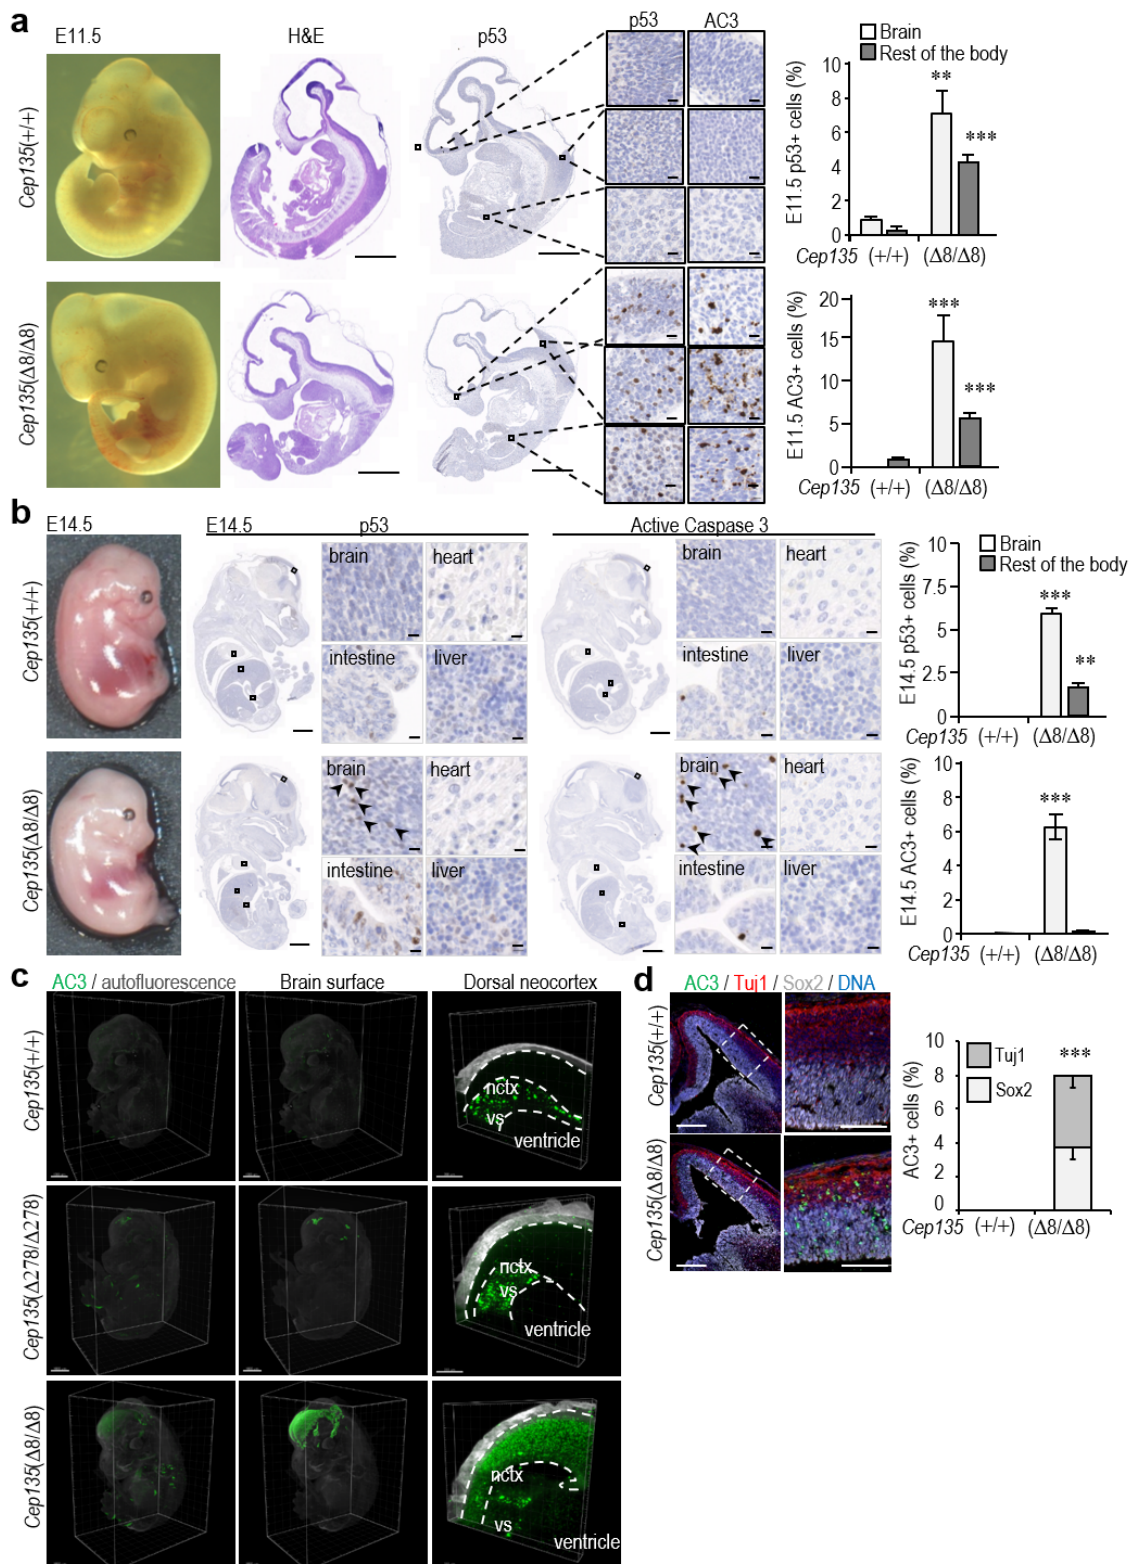 a
E11.5
H&E
p53
p53
AC3
Cep135(+/+)
Cep135(Δ8/Δ8)
Brain
Rest of the body
E11.5 p53+ cells (%)
10
8
6
4
2
0
**
***
Cep135 (+/+) (Δ8/Δ8)
E11.5 AC3+ cells (%)
20
15
10
5
0
***
***
Cep135 (+/+) (Δ8/Δ8)
b
E14.5
E14.5
p53
Active Caspase 3
Cep135(+/+)
brain
heart
intestine
liver
brain
heart
intestine
liver
Cep135(Δ8/Δ8)
brain
heart
intestine
liver
brain
heart
intestine
liver
Brain
Rest of the body
E14.5 p53+ cells (%)
10
7.5
5
2.5
0
***
**
Cep135 (+/+) (Δ8/Δ8)
E14.5 AC3+ cells (%)
10
8
6
4
2
0
***
Cep135 (+/+) (Δ8/Δ8)
c
AC3 / autofluorescence
Brain surface
Dorsal neocortex
Cep135(+/+)
nctx
vs
ventricle
Cep135(Δ278/Δ278)
nctx
vs
ventricle
Cep135(Δ8/Δ8)
nctx
vs
ventricle
d
AC3 / Tuj1 / Sox2 / DNA
Cep135(+/+)
Cep135(Δ8/Δ8)
Tuj1
Sox2
AC3+ cells (%)
10
8
6
4
2
0
***
Cep135 (+/+) (Δ8/Δ8)